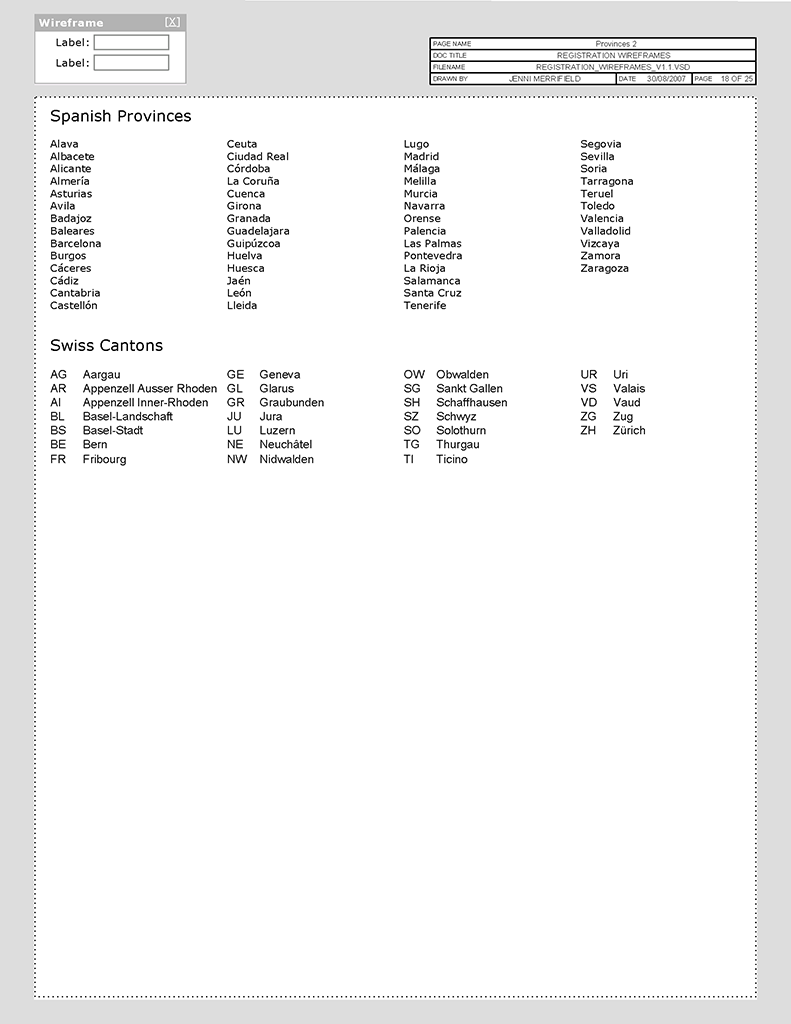 Wireframe [X]
Label:
Label:
PAGE NAME Provinces 2
DOC TITLE REGISTRATION WIREFRAMES
FILENAME REGISTRATION_WIREFRAMES_V1.1.VSD
DRAWN BY JENNI MERRIFIELD DATE 30/08/2007 PAGE 18 OF 25
Spanish Provinces
Alava
Albacete
Alicante
Almería
Asturias
Avila
Badajoz
Baleares
Barcelona
Burgos
Cáceres
Cádiz
Cantabria
Castellón
Ceuta
Ciudad Real
Córdoba
La Coruña
Cuenca
Girona
Granada
Guadelajara
Guipúzcoa
Huelva
Huesca
Jaén
León
Lleida
Lugo
Madrid
Málaga
Melilla
Murcia
Navarra
Orense
Palencia
Las Palmas
Pontevedra
La Rioja
Salamanca
Santa Cruz
Tenerife
Segovia
Sevilla
Soria
Tarragona
Teruel
Toledo
Valencia
Valladolid
Vizcaya
Zamora
Zaragoza
Swiss Cantons
AG Aargau
AR Appenzell Ausser Rhoden
AI Appenzell Inner-Rhoden
BL Basel-Landschaft
BS Basel-Stadt
BE Bern
FR Fribourg
GE Geneva
GL Glarus
GR Graubunden
JU Jura
LU Luzern
NE Neuchâtel
NW Nidwalden
OW Obwalden
SG Sankt Gallen
SH Schaffhausen
SZ Schwyz
SO Solothurn
TG Thurgau
TI Ticino
UR Uri
VS Valais
VD Vaud
ZG Zug
ZH Zürich